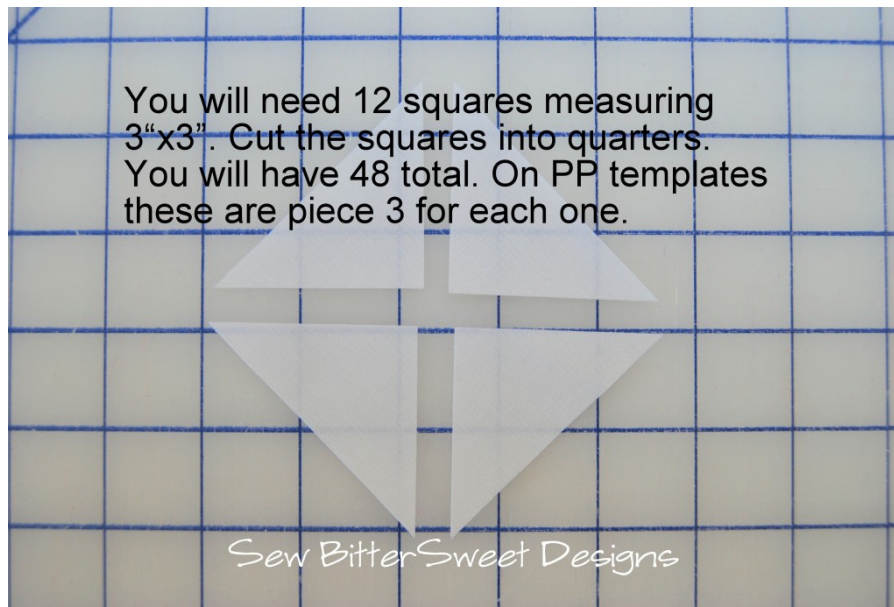 You will need 12 squares measuring
3“x3”. Cut the squares into quarters.
You will have 48 total. On PP templates
these are piece 3 for each one.
Sew BitterSweet Designs